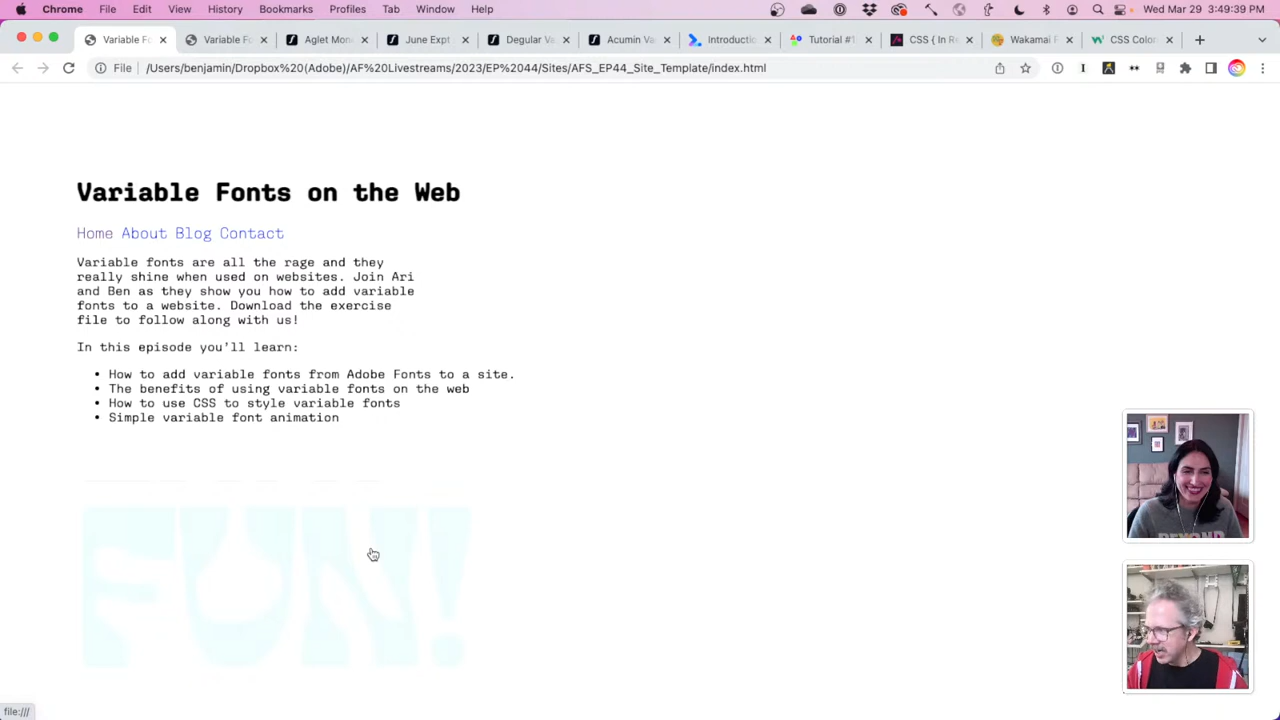 Chrome File Edit View History Bookmarks Profiles Tab Window Help Wed Mar 29 3:49:39 PM
Variable Fo Variable Fo Aglet Mono June Expt Degular Va Acumin Va Introductio Tutorial #1 CSS { In Re Wakamai F CSS Color
File /Users/benjamin/Dropbox%20(Adobe)/AF%20Livestreams/2023/EP%2044/Sites/AFS_EP44_Site_Template/index.html
Variable Fonts on the Web
Home About Blog Contact
Variable fonts are all the rage and they
really shine when used on websites. Join Ari
and Ben as they show you how to add variable
fonts to a website. Download the exercise
file to follow along with us!
In this episode you'll learn:
• How to add variable fonts from Adobe Fonts to a site.
• The benefits of using variable fonts on the web
• How to use CSS to style variable fonts
• Simple variable font animation
FUN!
BEYOND
file:///